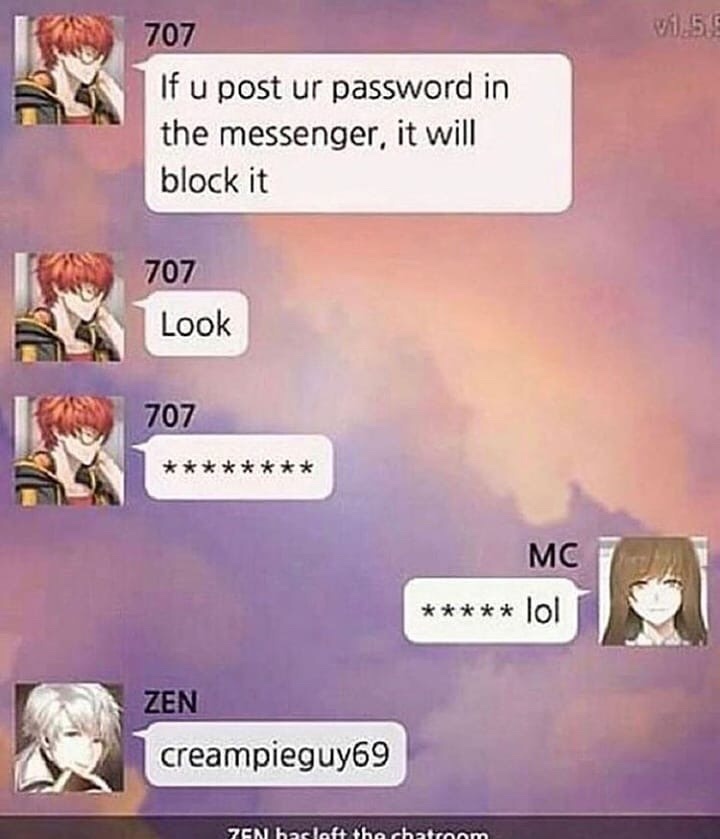 707
v1.5.5
If u post ur password in
the messenger, it will
block it
707
Look
707
********
MC
***** lol
ZEN
creampieguy69
ZEN has left the chatroom